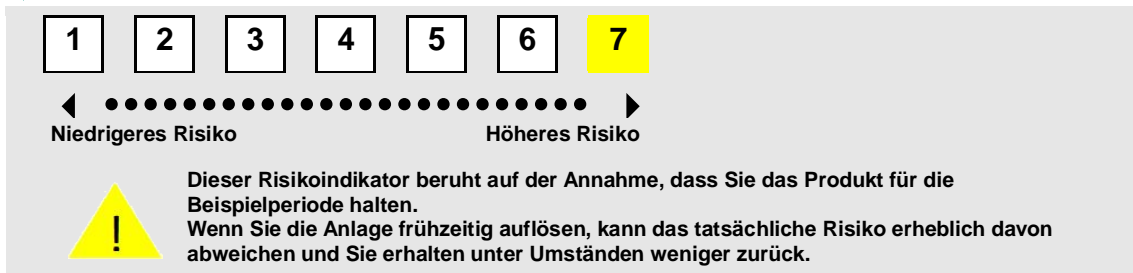 1 2 3 4 5 6 7
Niedrigeres Risiko Höheres Risiko
!
Dieser Risikoindikator beruht auf der Annahme, dass Sie das Produkt für die
Beispielperiode halten.
Wenn Sie die Anlage frühzeitig auflösen, kann das tatsächliche Risiko erheblich davon
abweichen und Sie erhalten unter Umständen weniger zurück.